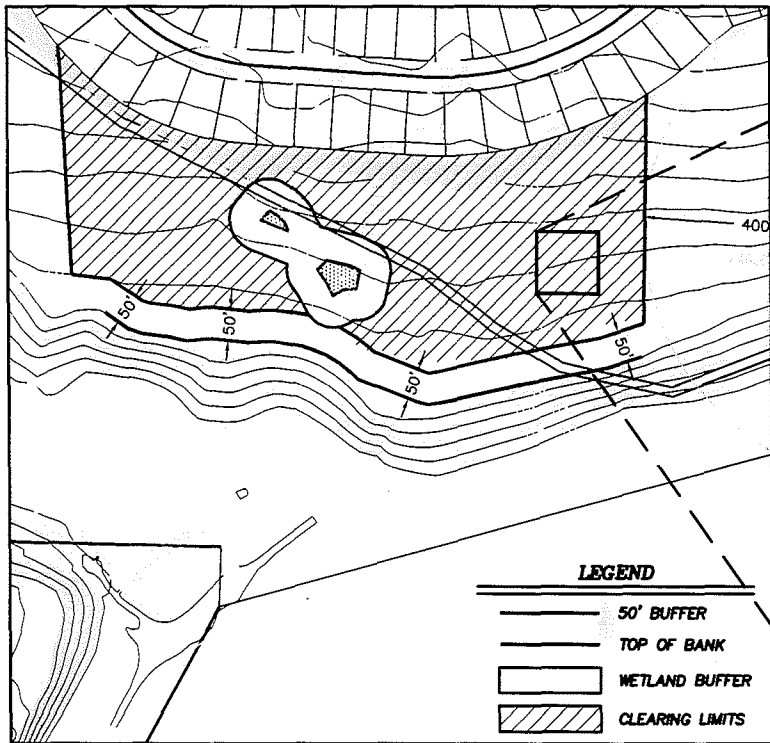 400
50'
50'
50'
50'
LEGEND
50' BUFFER
TOP OF BANK
WETLAND BUFFER
CLEARING LIMITS